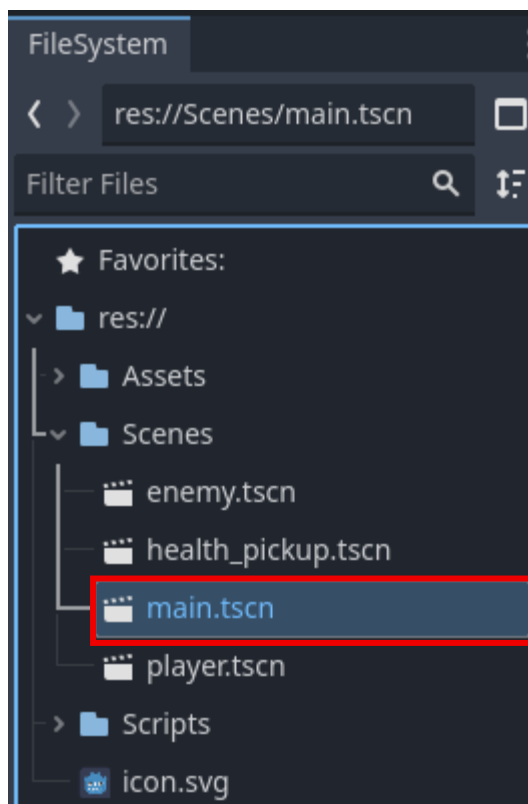 FileSystem
res://Scenes/main.tscn
Filter Files
Favorites:
res://
Assets
Scenes
enemy.tscn
health_pickup.tscn
main.tscn
player.tscn
Scripts
icon.svg